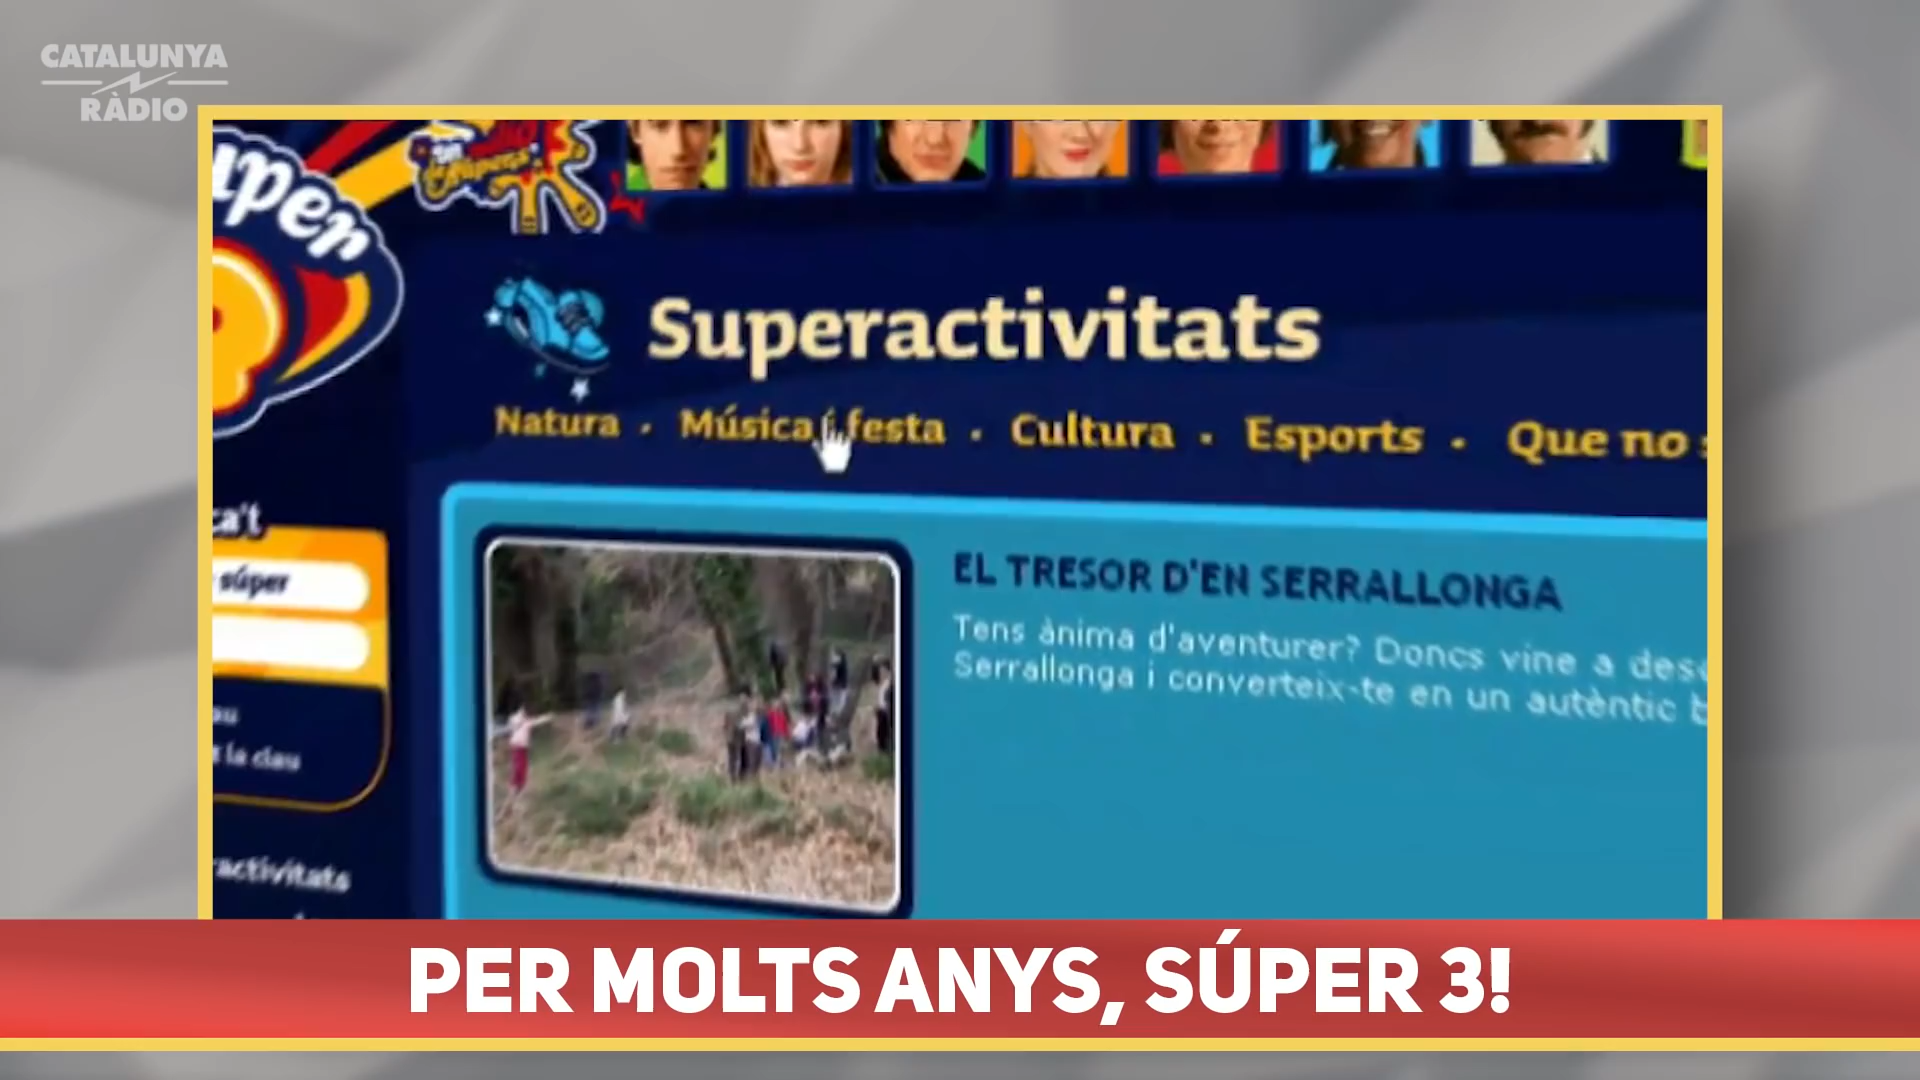 CATALUNYA
RÀDIO
Superactivitats
Natura · Música i festa · Cultura · Esports · Que no
súper
la clau
EL TRESOR D'EN SERRALLONGA
Tens ànima d'aventurer? Doncs vine a
Serrallonga i converteix-te en un autèntic
activitats
PER MOLTS ANYS, SÚPER 3!